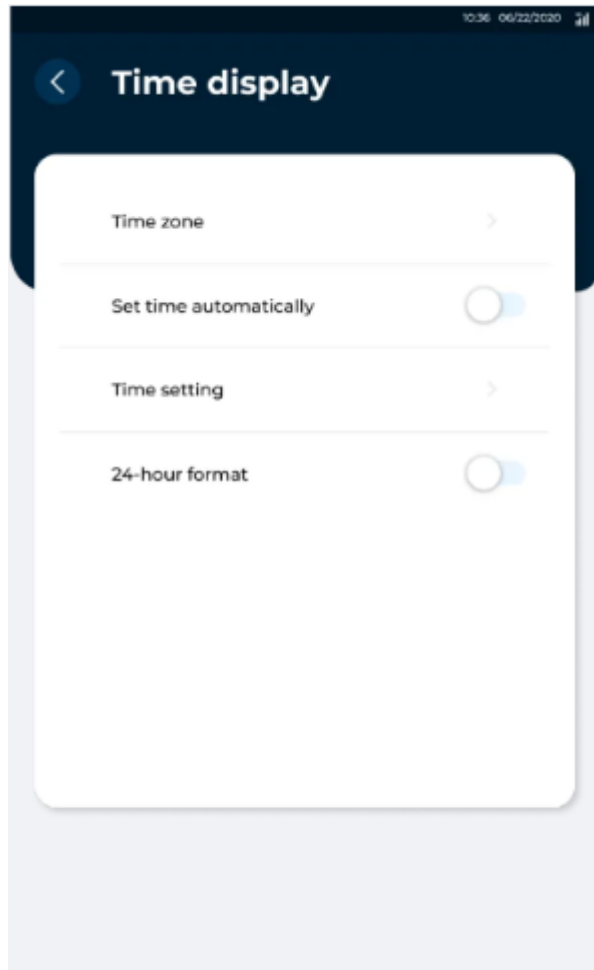 10:36 06/22/2020
Time display
Time zone
Set time automatically
Time setting
24-hour format